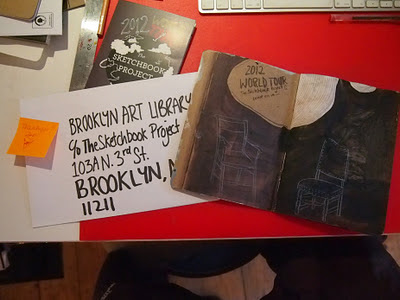 2012
SKETCHBOOK
PROJECT
BROOKLYN ART LIBRARY
c/o The Sketchbook Project
103A N. 3rd St.
BROOKLYN,
11211
2012
WORLD TOUR